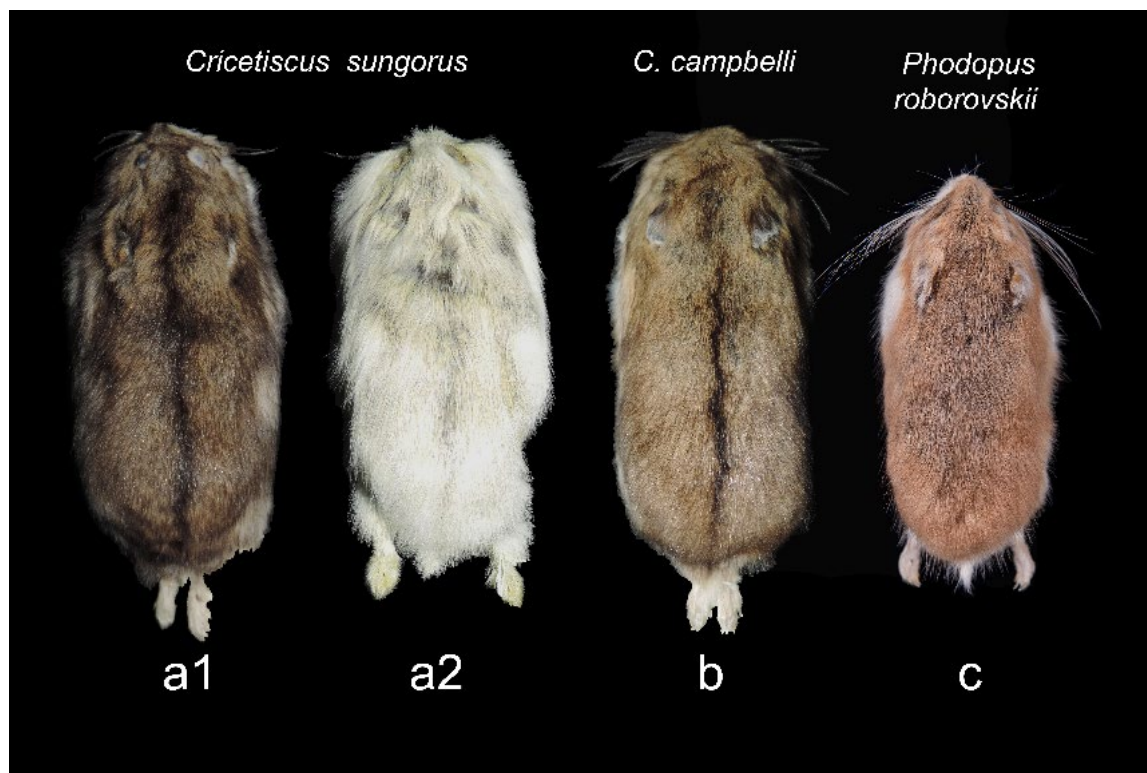 Cricetiscus sungorus
C. campbelli
Phodopus
roborovskii
a1
a2
b
c